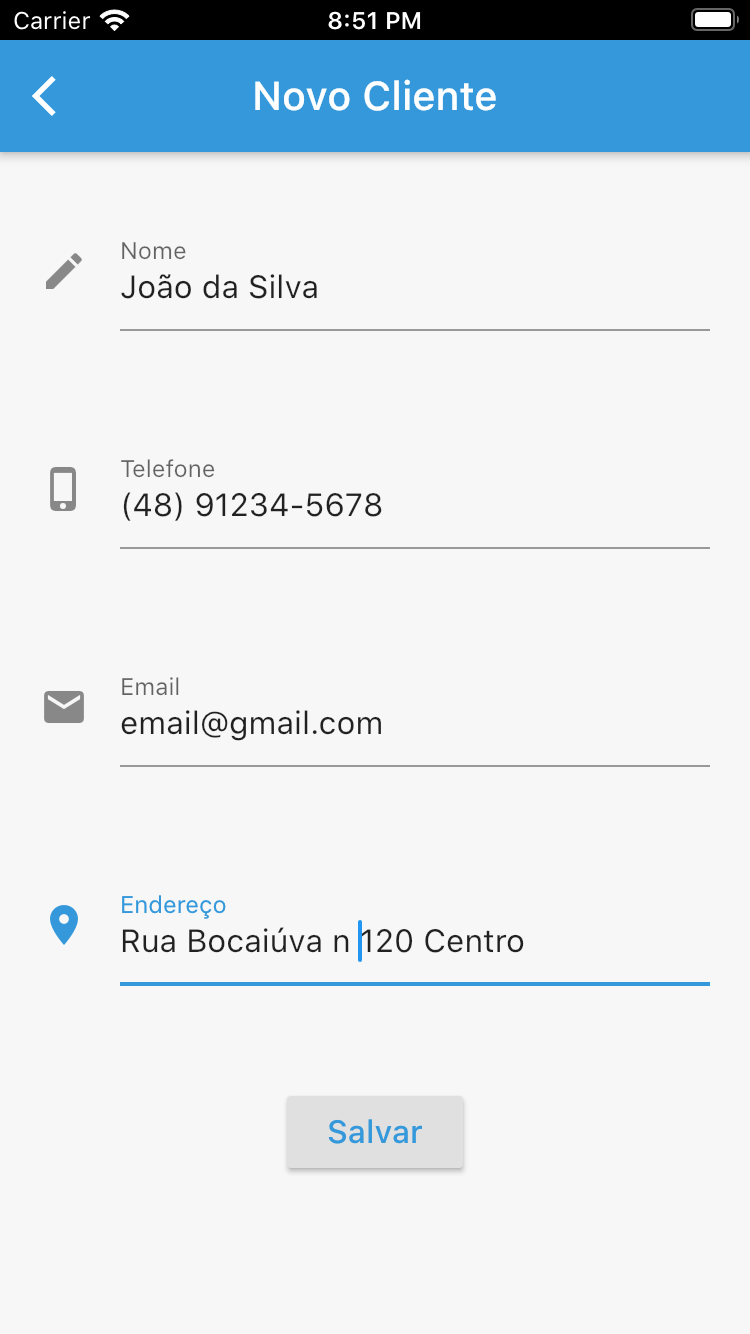 Carrier 8:51 PM
Novo Cliente
Nome
João da Silva
Telefone
(48) 91234-5678
Email
email@gmail.com
Endereço
Rua Bocaiúva n 120 Centro
Salvar